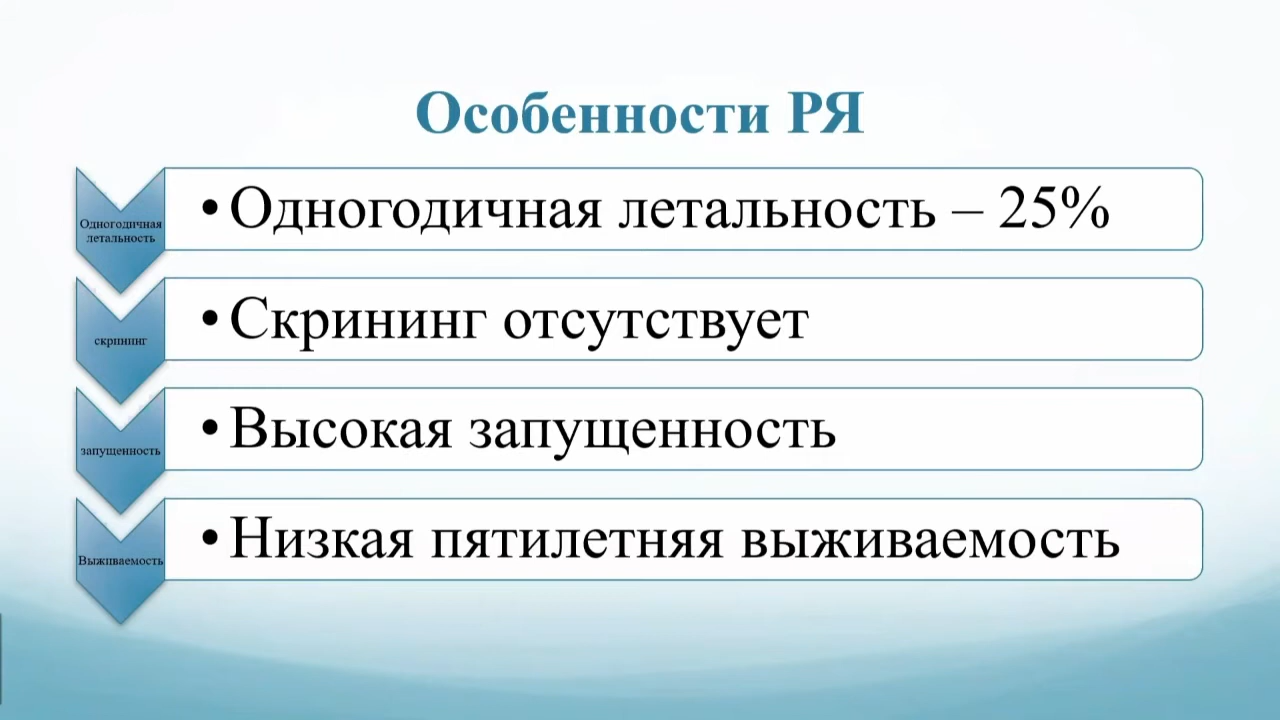 Особенности РЯ
Одногодичная
летальность
• Одногодичная летальность – 25%
скрининг
• Скрининг отсутствует
запущенность
• Высокая запущенность
Выживаемость
• Низкая пятилетняя выживаемость